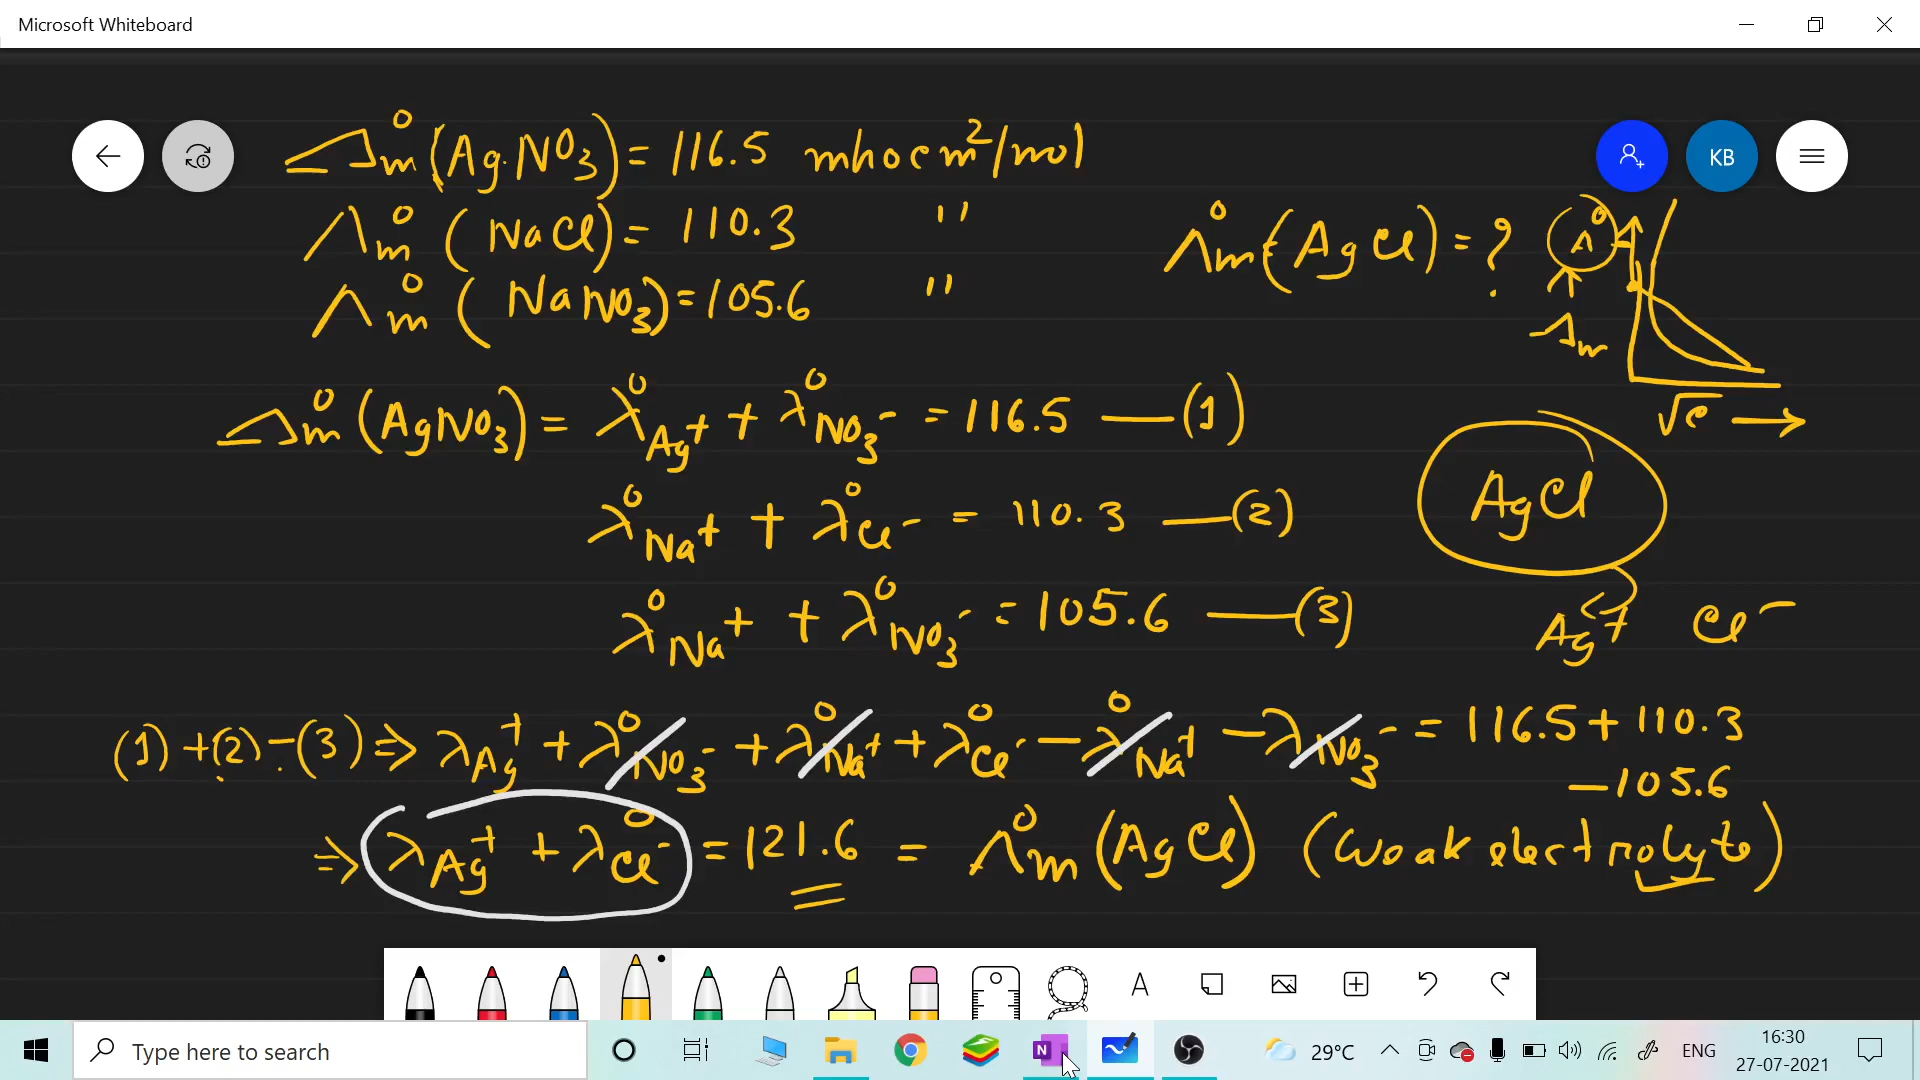 Microsoft Whiteboard
KB
Λ°m (AgNO₃) = 116.5 mho cm²/mol
Λ°m (NaCl) = 110.3 "
Λ°m (AgCl) = ?
Λ°
Λ°m (NaNO₃) = 105.6 "
Λm
√c →
Λ°m (AgNO₃) = λ°Ag⁺ + λ°NO₃⁻ = 116.5 — (1)
AgCl
λ°Na⁺ + λ°Cl⁻ = 110.3 — (2)
λ°Na⁺ + λ°NO₃⁻ = 105.6 — (3)
Ag⁺ Cl⁻
(1) + (2) - (3) ⇒ λAg⁺ + λ°NO₃⁻ + λ°Na⁺ + λ°Cl⁻ - λ°Na⁺ - λNO₃⁻ = 116.5 + 110.3
- 105.6
⇒ λAg⁺ + λ°Cl⁻ = 121.6 = Λ°m (AgCl) (Weak electrolyte)
Type here to search
29°C
ENG
16:30
27-07-2021